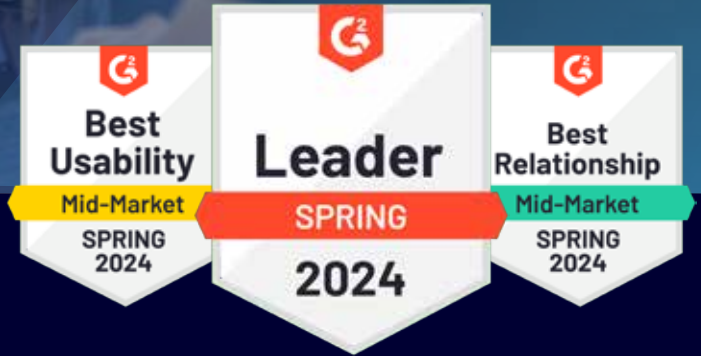 G2
Best
Usability
Mid-Market
SPRING
2024
G2
Leader
SPRING
2024
G2
Best
Relationship
Mid-Market
SPRING
2024